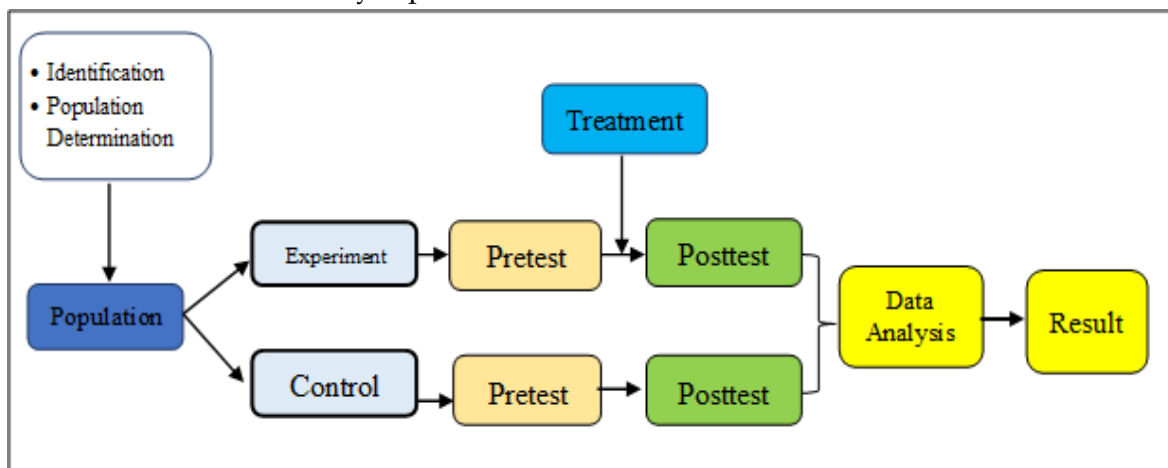 • Identification
• Population
Determination
Treatment
Experiment
Pretest
Posttest
Population
Data
Analysis
Result
Control
Pretest
Posttest